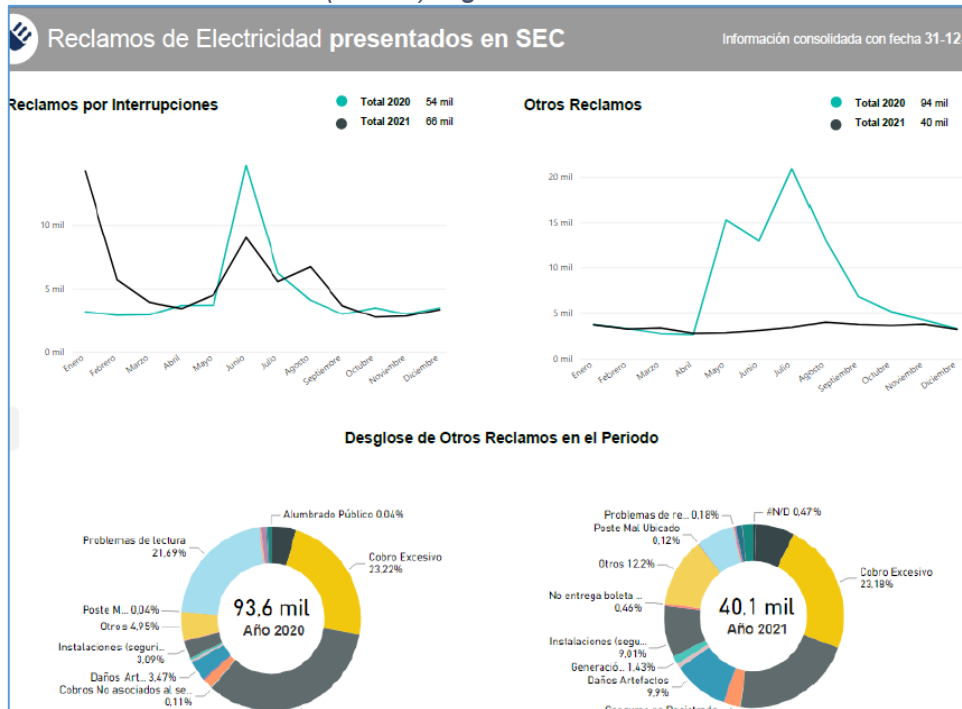 Reclamos de Electricidad presentados en SEC
Información consolidada con fecha 31-12
Reclamos por Interrupciones
Total 2020 54 mil
Total 2021 66 mil
10 mil
5 mil
0 mil
Enero
Febrero
Marzo
Abril
Mayo
Junio
Julio
Agosto
Septiembre
Octubre
Noviembre
Diciembre
Otros Reclamos
Total 2020 94 mil
Total 2021 40 mil
20 mil
15 mil
10 mil
5 mil
0 mil
Enero
Febrero
Marzo
Abril
Mayo
Junio
Julio
Agosto
Septiembre
Octubre
Noviembre
Diciembre
Desglose de Otros Reclamos en el Periodo
Alumbrado Público 0,04%
Problemas de lectura
21,69%
Cobro Excesivo
23,22%
Poste M... 0,04%
Otros 4,95%
Instalaciones (seguri...
3,09%
Daños Art... 3,47%
Cobros No asociados al se...
0,11%
93,6 mil
Año 2020
Problemas de re... 0,18%
#N/D 0,47%
Poste Mal Ubicado
0,12%
Otros 12,2%
Cobro Excesivo
23,18%
No entrega boleta ...
0,46%
Instalaciones (segu...
9,01%
Generació... 1,43%
Daños Artefactos
9,9%
40,1 mil
Año 2021